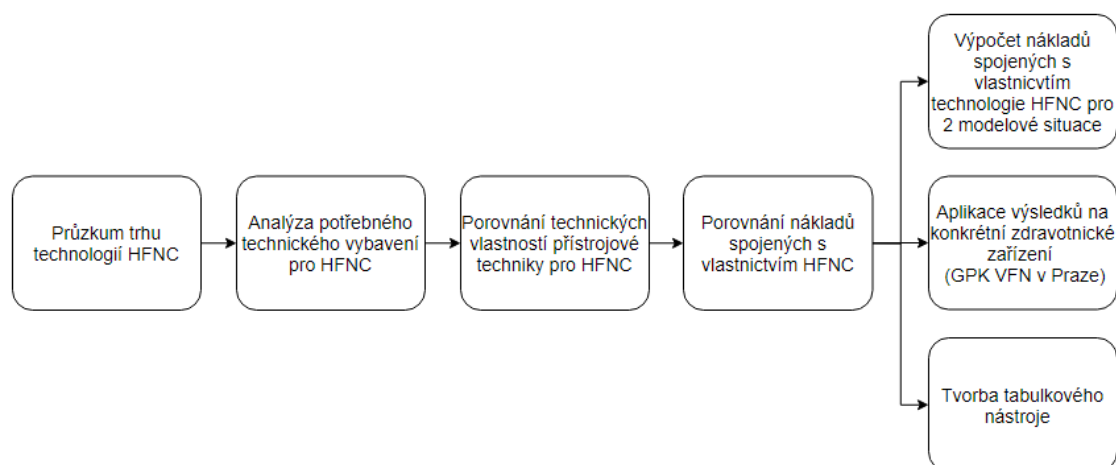 Průzkum trhu
technologií HFNC
Analýza potřebného
technického vybavení
pro HFNC
Porovnání technických
vlastností přístrojové
techniky pro HFNC
Porovnání nákladů
spojených s
vlastnictvím HFNC
Výpočet nákladů
spojených s
vlastnicvtím
technologie HFNC pro
2 modelové situace
Aplikace výsledků na
konkrétní zdravotnické
zařízení
(GPK VFN v Praze)
Tvorba tabulkového
nástroje